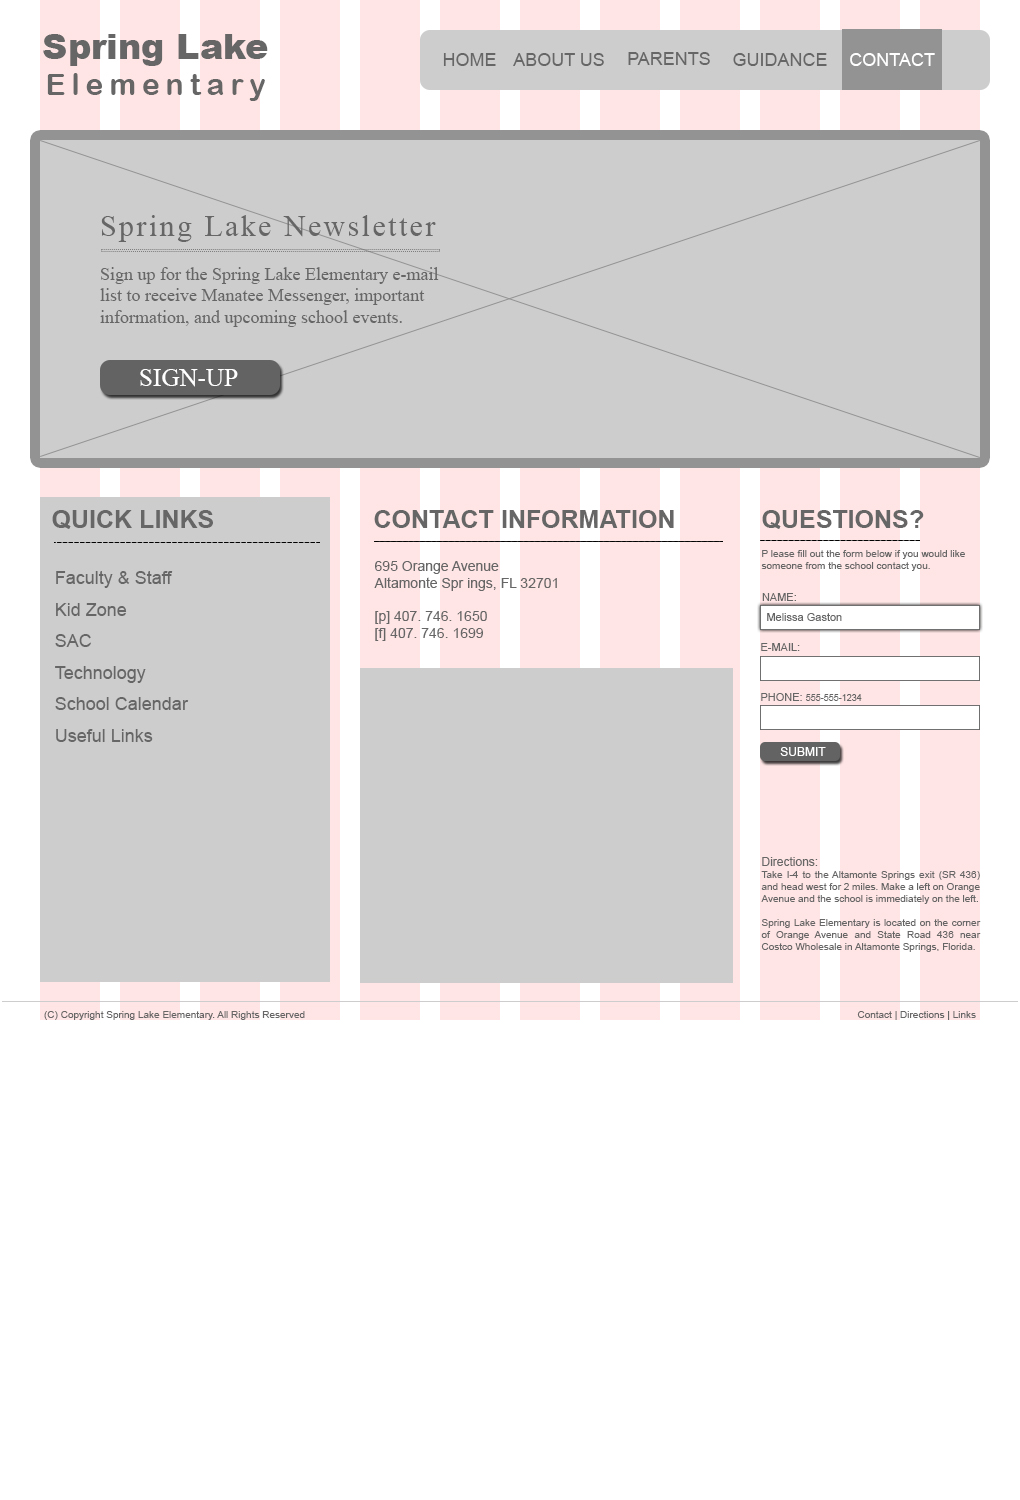 Spring Lake
Elementary
HOME ABOUT US PARENTS GUIDANCE CONTACT
Spring Lake Newsletter
Sign up for the Spring Lake Elementary e-mail
list to receive Manatee Messenger, important
information, and upcoming school events.
SIGN-UP
QUICK LINKS
Faculty & Staff
Kid Zone
SAC
Technology
School Calendar
Useful Links
CONTACT INFORMATION
695 Orange Avenue
Altamonte Spr ings, FL 32701
[p] 407. 746. 1650
[f] 407. 746. 1699
QUESTIONS?
P lease fill out the form below if you would like
someone from the school contact you.
NAME:
Melissa Gaston
E-MAIL:
PHONE: 555-555-1234
SUBMIT
Directions:
Take I-4 to the Altamonte Springs exit (SR 436)
and head west for 2 miles. Make a left on Orange
Avenue and the school is immediately on the left.
Spring Lake Elementary is located on the corner
of Orange Avenue and State Road 436 near
Costco Wholesale in Altamonte Springs, Florida.
(C) Copyright Spring Lake Elementary. All Rights Reserved
Contact | Directions | Links